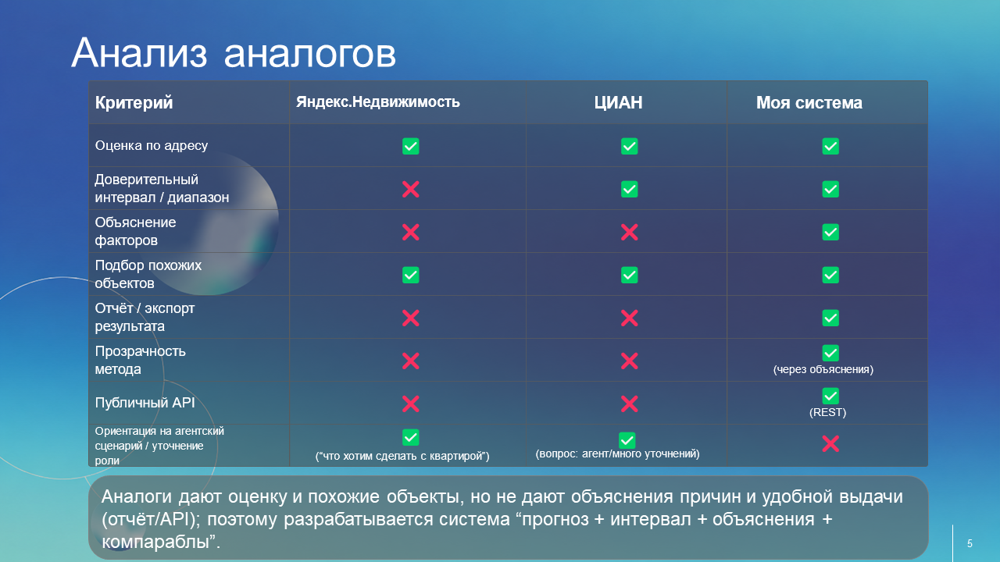 Анализ аналогов
Критерий Яндекс.Недвижимость ЦИАН Моя система
Оценка по адресу ✅ ✅ ✅
Доверительный
интервал / диапазон ❌ ✅ ✅
Объяснение
факторов ❌ ❌ ✅
Подбор похожих
объектов ✅ ✅ ✅
Отчёт / экспорт
результата ❌ ❌ ✅
Прозрачность
метода ❌ ❌ ✅
(через объяснения)
Публичный API ❌ ❌ ✅
(REST)
Ориентация на агентский
сценарий / уточнение
роли ✅ ✅ ❌
(“что хотим сделать с квартирой”) (вопрос: агент/много уточнений)
Аналоги дают оценку и похожие объекты, но не дают объяснения причин и удобной выдачи
(отчёт/API); поэтому разрабатывается система “прогноз + интервал + объяснения +
компараблы”.
5